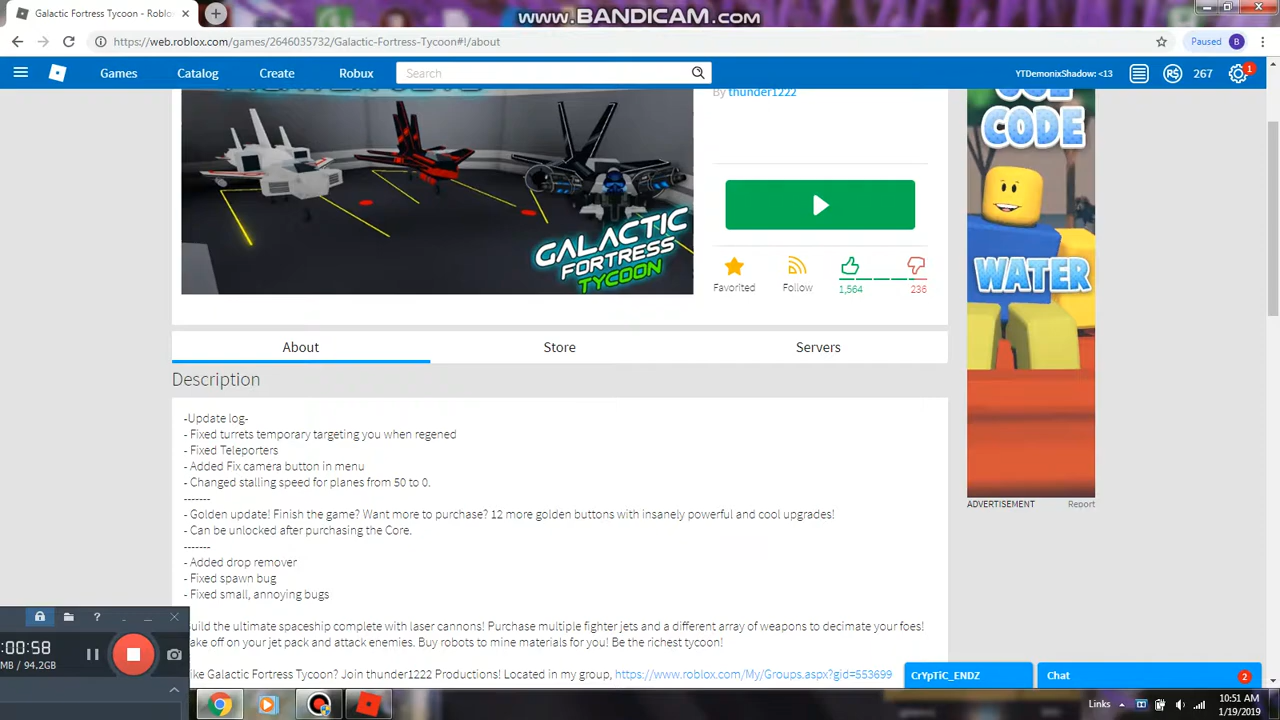 Galactic Fortress Tycoon - Roblo
www.BANDICAM.com
https://web.roblox.com/games/2646035732/Galactic-Fortress-Tycoon#!/about
Paused
B
Games
Catalog
Create
Robux
Search
YTDemonixShadow: <13
R$
267
1
By thunder1222
GALACTIC
FORTRESS
TYCOON
Favorited
Follow
1,564
236
CODE
WATER
ADVERTISEMENT
Report
About
Store
Servers
Description
-Update log-
- Fixed turrets temporary targeting you when regened
- Fixed Teleporters
- Added Fix camera button in menu
- Changed stalling speed for planes from 50 to 0.
-------
- Golden update! Finish the game? Want more to purchase? 12 more golden buttons with insanely powerful and cool upgrades!
- Can be unlocked after purchasing the Core.
-------
- Added drop remover
- Fixed spawn bug
- Fixed small, annoying bugs
uild the ultimate spaceship complete with laser cannons! Purchase multiple fighter jets and a different array of weapons to decimate your foes!
ake off on your jet pack and attack enemies. Buy robots to mine materials for you! Be the richest tycoon!
ike Galactic Fortress Tycoon? Join thunder1222 Productions! Located in my group, https://www.roblox.com/My/Groups.aspx?gid=553699
?
:00:58
MB / 94.2GB
CrYpTiC_ENDZ
Chat
2
Links
10:51 AM
1/19/2019